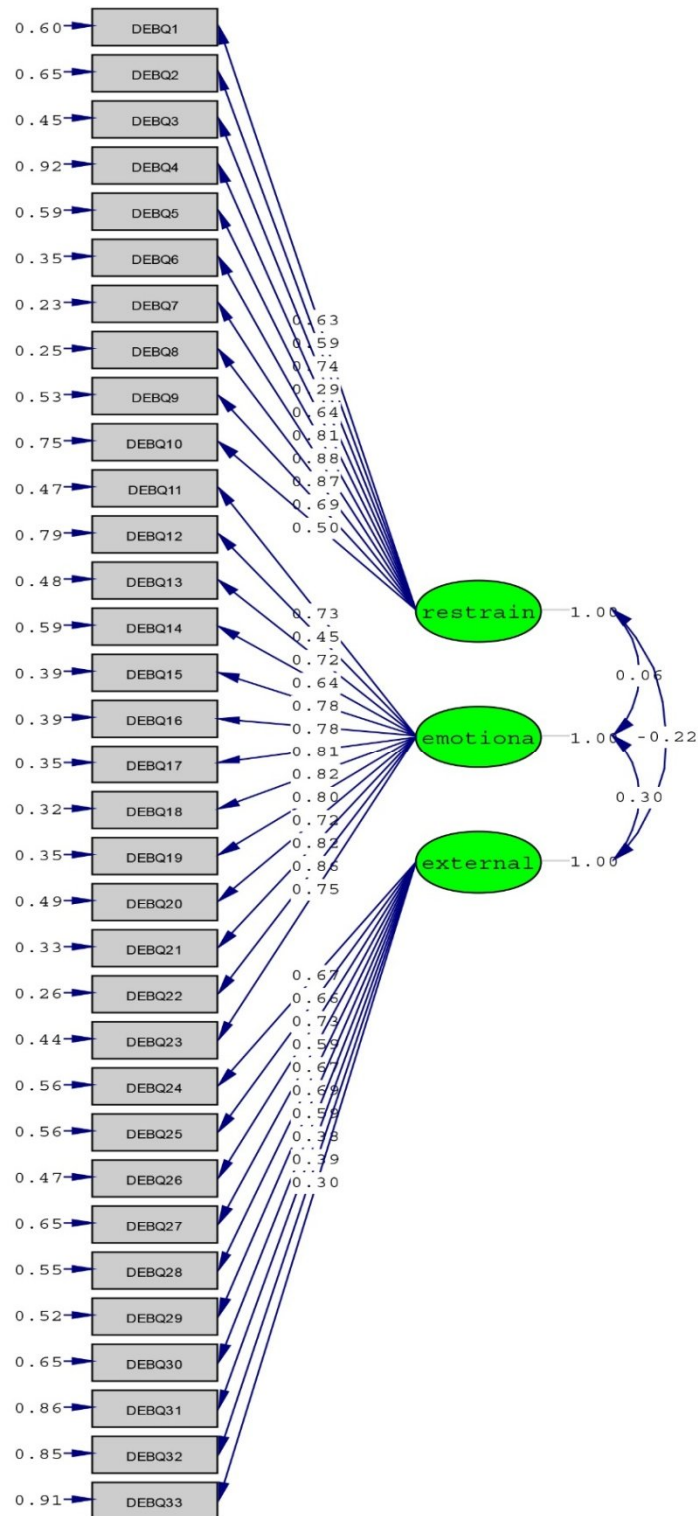 0.60 DEBQ1
0.65 DEBQ2
0.45 DEBQ3
0.92 DEBQ4
0.59 DEBQ5
0.35 DEBQ6
0.23 DEBQ7
0.25 DEBQ8
0.53 DEBQ9
0.75 DEBQ10
0.47 DEBQ11
0.79 DEBQ12
0.48 DEBQ13
0.59 DEBQ14
0.39 DEBQ15
0.39 DEBQ16
0.35 DEBQ17
0.32 DEBQ18
0.35 DEBQ19
0.49 DEBQ20
0.33 DEBQ21
0.26 DEBQ22
0.44 DEBQ23
0.56 DEBQ24
0.56 DEBQ25
0.47 DEBQ26
0.65 DEBQ27
0.55 DEBQ28
0.52 DEBQ29
0.65 DEBQ30
0.86 DEBQ31
0.85 DEBQ32
0.91 DEBQ33
0.63
0.59
0.74
0.29
0.64
0.81
0.88
0.87
0.69
0.50
0.73
0.45
0.72
0.64
0.78
0.78
0.81
0.82
0.80
0.72
0.82
0.86
0.75
0.67
0.66
0.73
0.59
0.67
0.69
0.59
0.38
0.39
0.30
restrain 1.00
emotiona 1.00
external 1.00
0.06
-0.22
0.30